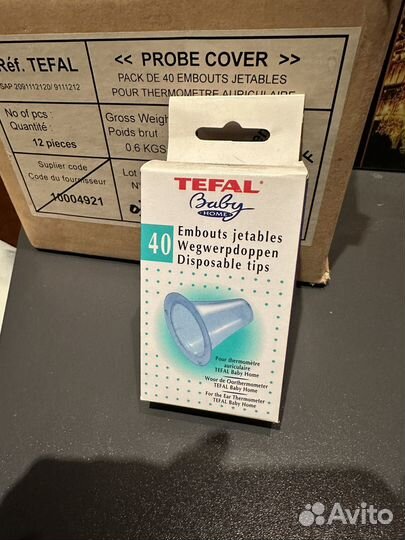 Réf. TEFAL
SAP 2091112120/ 9111212
No of pcs :
Quantité :
12 pieces
Suplier code
Code du fournisseur
10004921
<< PROBE COVER >>
PACK DE 40 EMBOUTS JETABLES
POUR THERMOMETRE AURICULAIRE
Gross Weigh
Poids brut
0.6 KGS
Lot
N°
F
TEFAL
Baby
HOME
40
Embouts jetables
Wegwerpdoppen
Disposable tips
Pour thermomètre
auriculaire
TEFAL Baby Home
Voor de Oorthermometer
TEFAL Baby Home
For the Ear Thermometer
TEFAL Baby Home
Avito